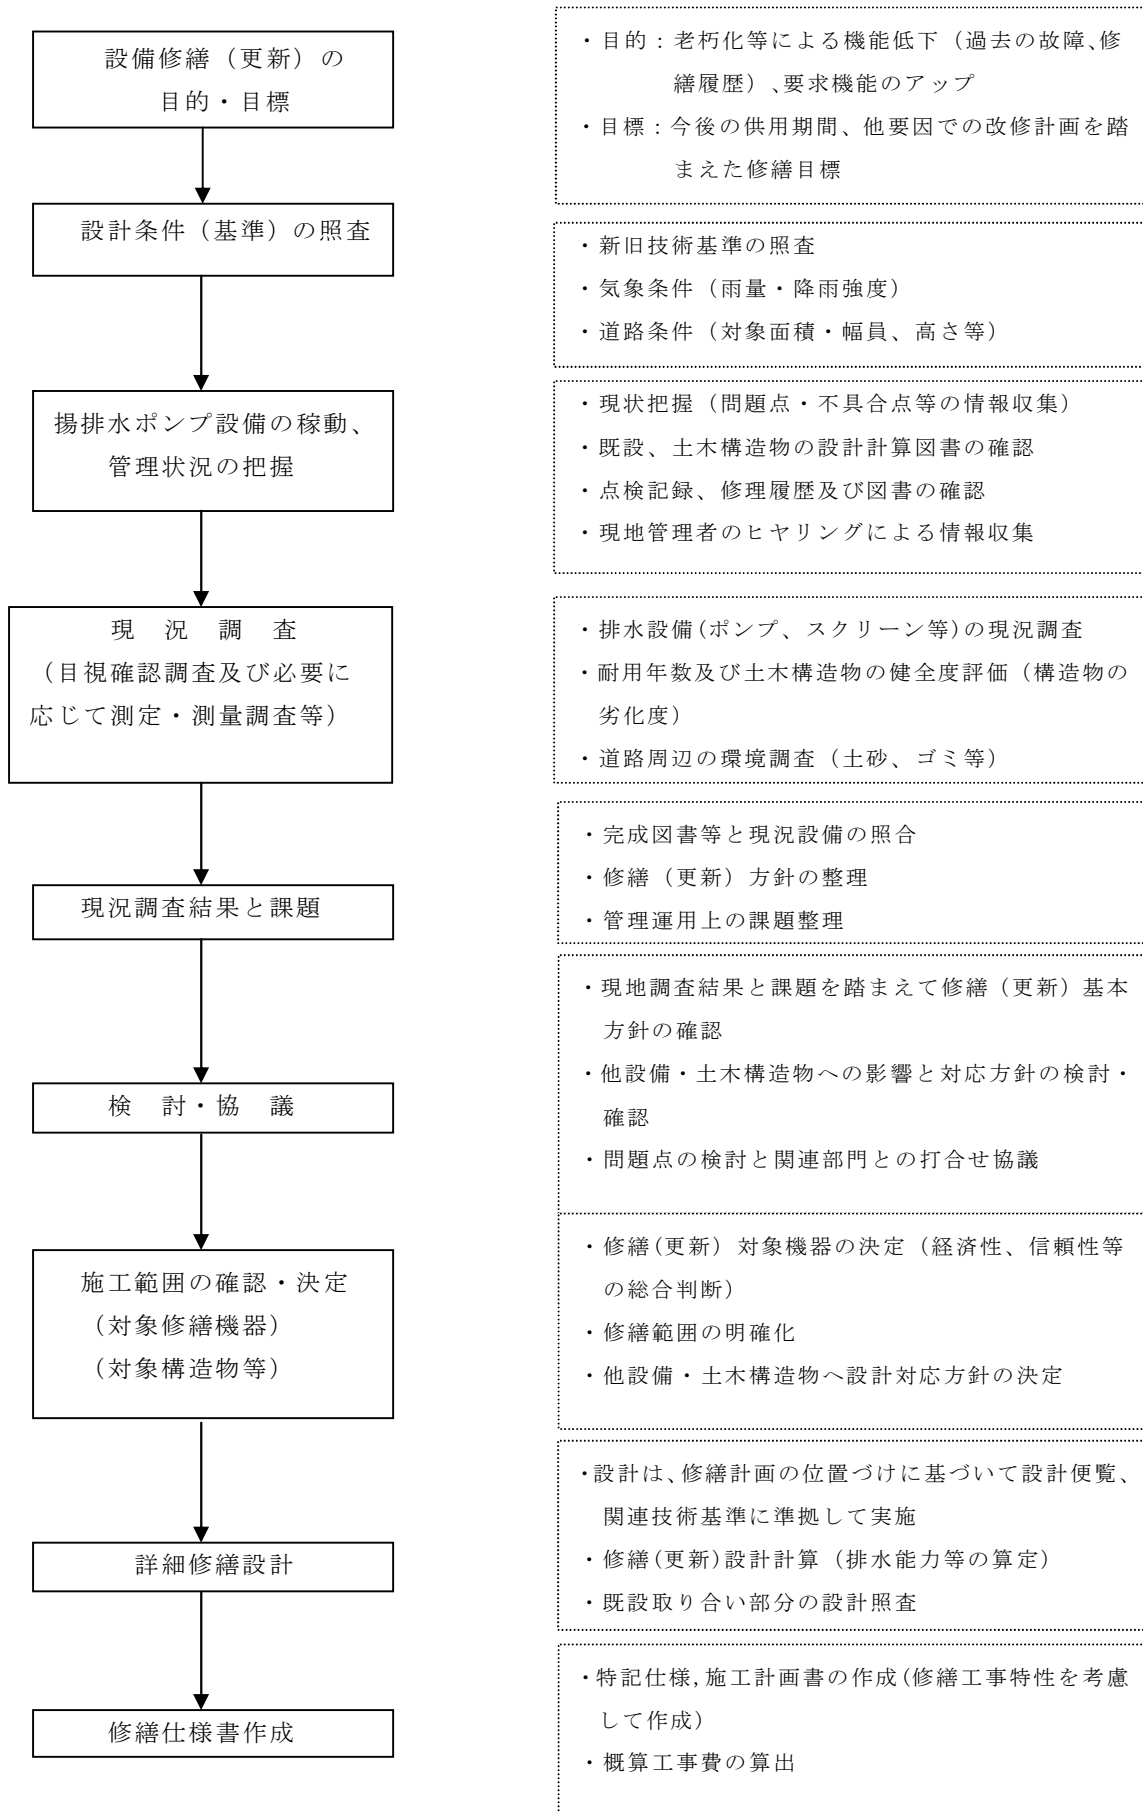 設備修繕（更新）の
目的・目標
・目的：老朽化等による機能低下（過去の故障、修
繕履歴）、要求機能のアップ
・目標：今後の供用期間、他要因での改修計画を踏
まえた修繕目標
設計条件（基準）の照査
・新旧技術基準の照査
・気象条件（雨量・降雨強度）
・道路条件（対象面積・幅員、高さ等）
揚排水ポンプ設備の稼動、
管理状況の把握
・現状把握（問題点・不具合点等の情報収集）
・既設、土木構造物の設計計算図書の確認
・点検記録、修理履歴及び図書の確認
・現地管理者のヒヤリングによる情報収集
現　況　調　査
（目視確認調査及び必要に
応じて測定・測量調査等）
・排水設備(ポンプ、スクリーン等)の現況調査
・耐用年数及び土木構造物の健全度評価（構造物の
劣化度）
・道路周辺の環境調査（土砂、ゴミ等）
現況調査結果と課題
・完成図書等と現況設備の照合
・修繕（更新）方針の整理
・管理運用上の課題整理
検　討・協　議
・現地調査結果と課題を踏まえて修繕（更新）基本
方針の確認
・他設備・土木構造物への影響と対応方針の検討・
確認
・問題点の検討と関連部門との打合せ協議
施工範囲の確認・決定
（対象修繕機器）
（対象構造物等）
・修繕(更新）対象機器の決定（経済性、信頼性等
の総合判断）
・修繕範囲の明確化
・他設備・土木構造物へ設計対応方針の決定
詳細修繕設計
・設計は、修繕計画の位置づけに基づいて設計便覧、
関連技術基準に準拠して実施
・修繕(更新)設計計算（排水能力等の算定）
・既設取り合い部分の設計照査
修繕仕様書作成
・特記仕様,施工計画書の作成(修繕工事特性を考慮
して作成）
・概算工事費の算出